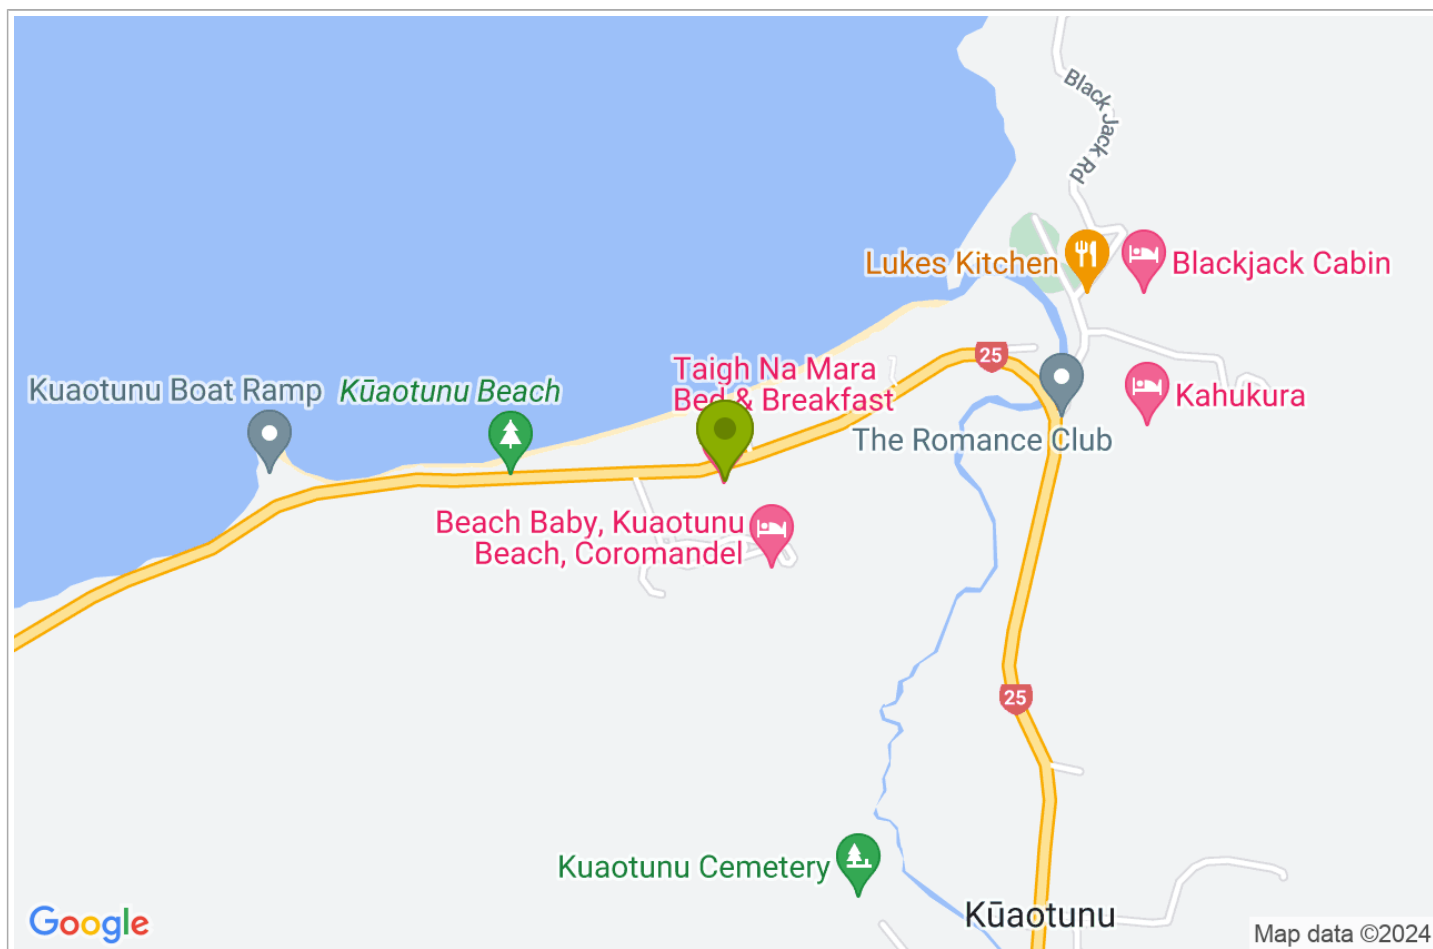 Black Jack Rd
Lukes Kitchen
Blackjack Cabin
25
Taigh Na Mara
Bed & Breakfast
Kuaotunu Boat Ramp
Kūaotunu Beach
Kahukura
The Romance Club
Beach Baby, Kuaotunu
Beach, Coromandel
25
Kuaotunu Cemetery
Kūaotunu
Google
Map data ©2024